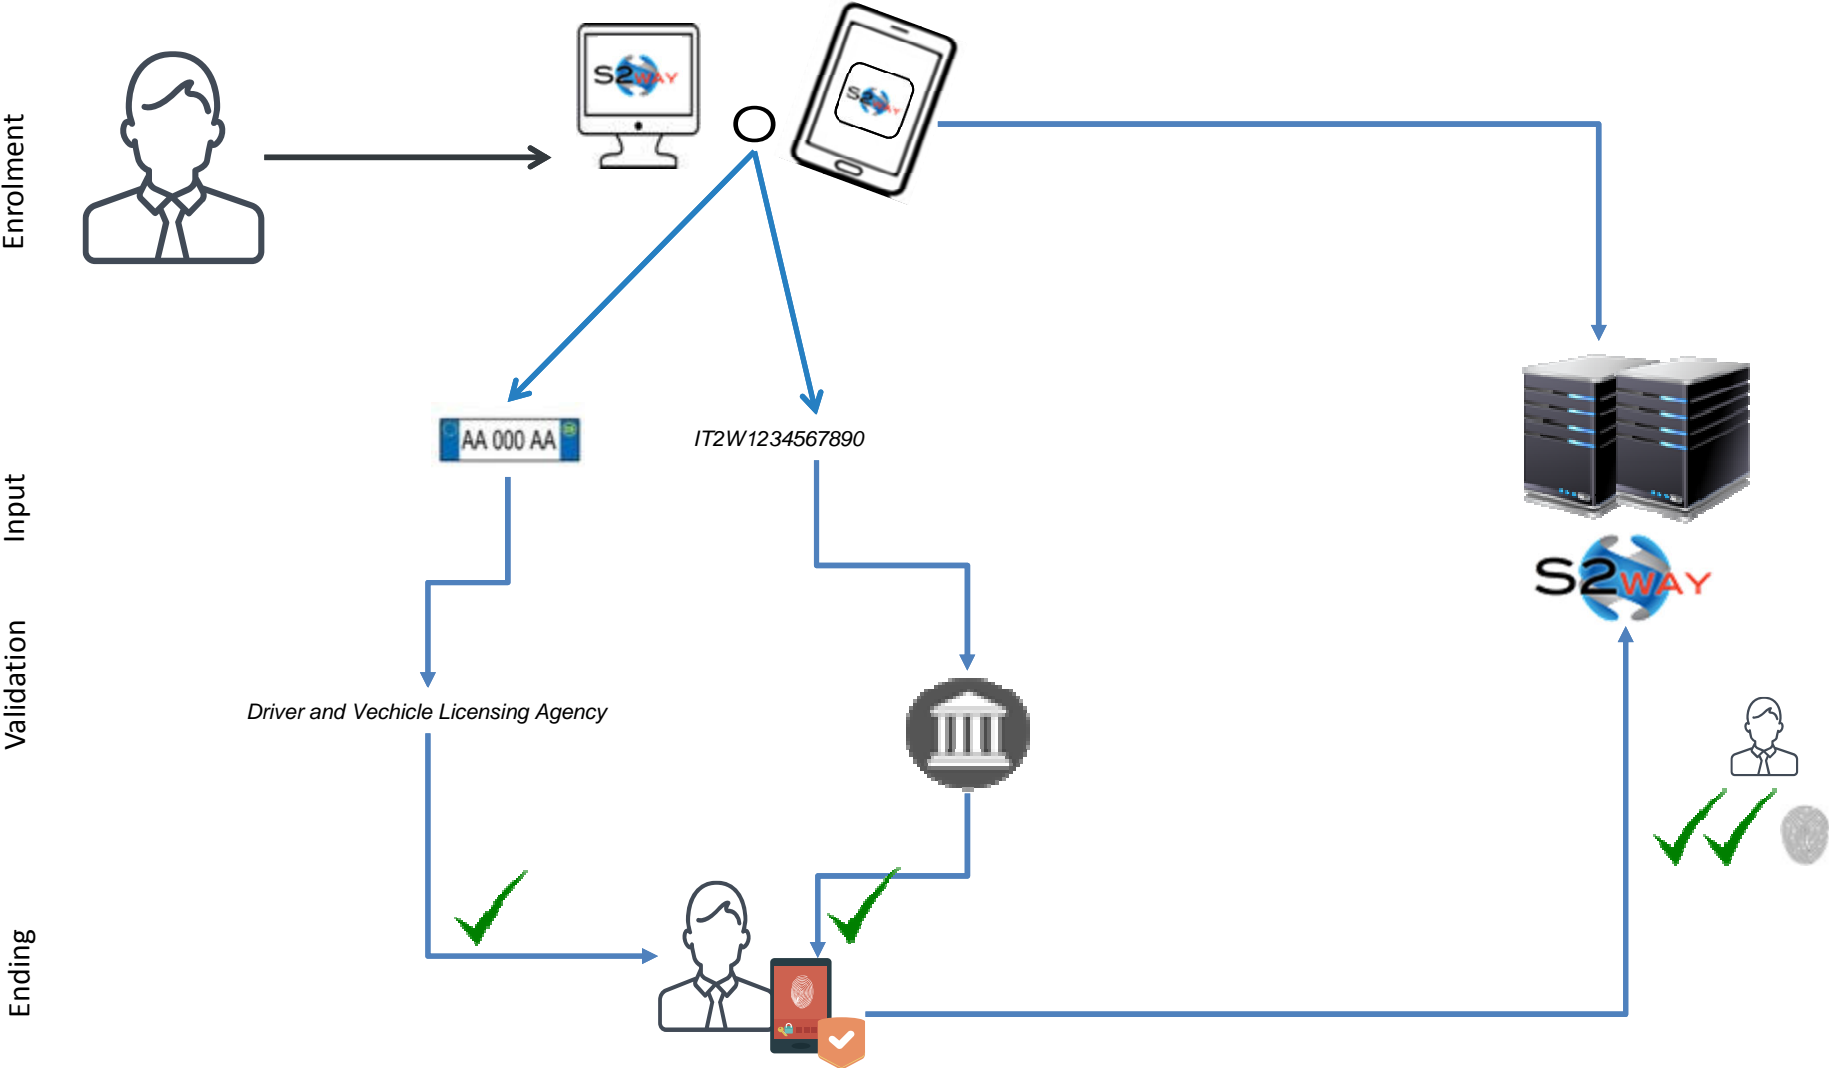 Enrolment
S2WAY
S2WAY
AA 000 AA
IT2W1234567890
Input
S2WAY
Validation
Driver and Vechicle Licensing Agency
Ending